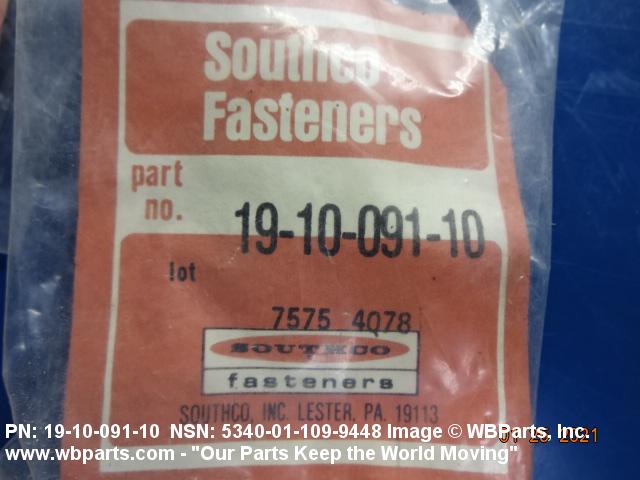 Southco
Fasteners
part
no.
19-10-091-10
lot
7575 4Q78
SOUTHCO
fasteners
SOUTHCO, INC. LESTER, PA. 19113
PN: 19-10-091-10 NSN: 5340-01-109-9448 Image © WBParts, Inc.
www.wbparts.com - "Our Parts Keep the World Moving"